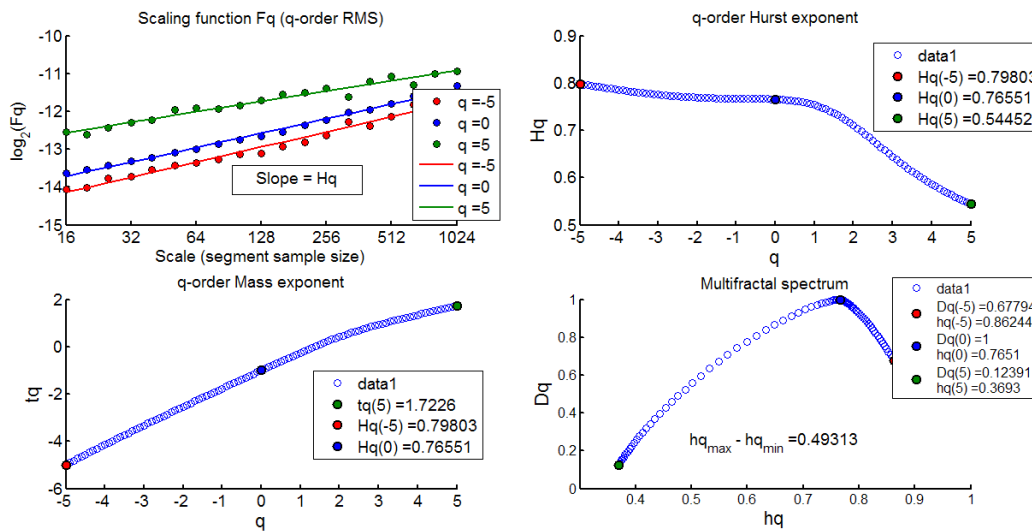 Scaling function Fq (q-order RMS)
-10
-11
-12
-13
-14
-15
log2(Fq)
q =-5
q =0
q =5
q =-5
q =0
q =5
Slope = Hq
16
32
64
128
256
512
1024
Scale (segment sample size)
q-order Hurst exponent
0.9
0.8
0.7
0.6
0.5
Hq
data1
Hq(-5) =0.79803
Hq(0) =0.76551
Hq(5) =0.54452
-5
-4
-3
-2
-1
0
1
2
3
4
5
q
q-order Mass exponent
2
0
-2
-4
-6
tq
data1
tq(5) =1.7226
Hq(-5) =0.79803
Hq(0) =0.76551
-5
-4
-3
-2
-1
0
1
2
3
4
5
q
Multifractal spectrum
1
0.8
0.6
0.4
0.2
0
Dq
data1
Dq(-5) =0.67794
hq(-5) =0.86244
Dq(0) =1
hq(0) =0.7651
Dq(5) =0.12391
hq(5) =0.3693
hqmax - hqmin =0.49313
0.4
0.5
0.6
0.7
0.8
0.9
1
hq